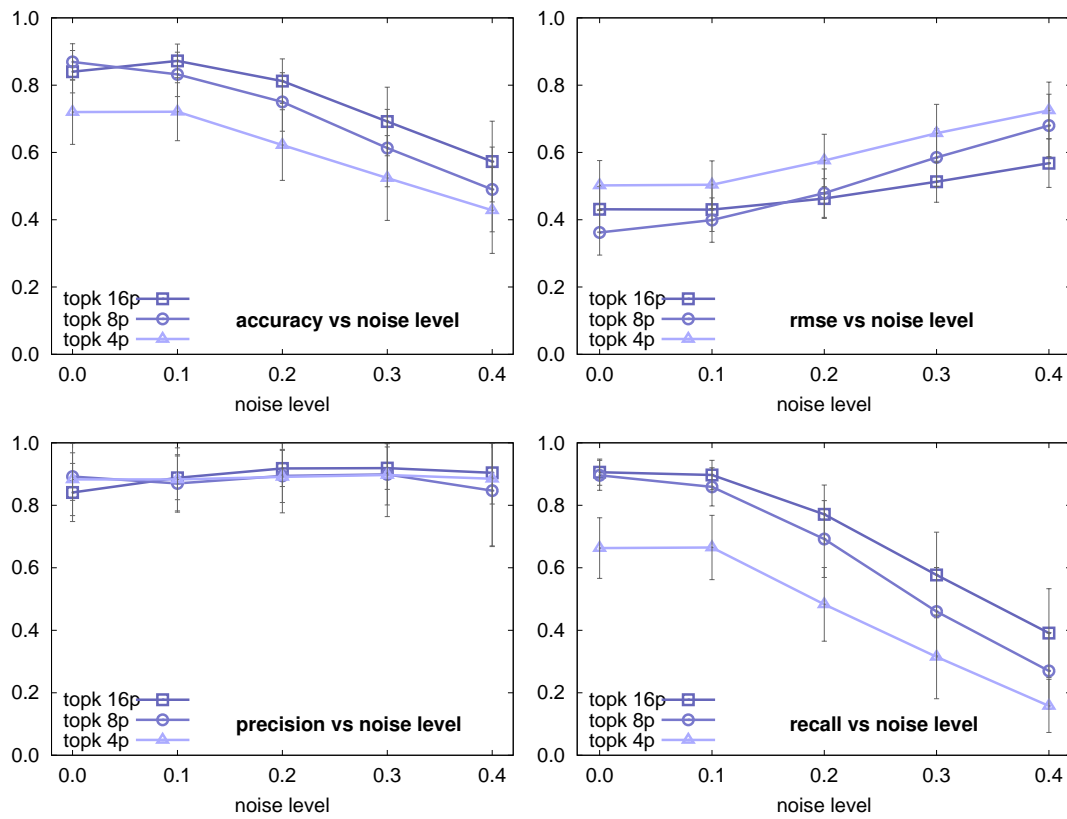 1.0
0.8
0.6
0.4
0.2
0.0
topk 16p
topk 8p
topk 4p
accuracy vs noise level
0.0 0.1 0.2 0.3 0.4
noise level
1.0
0.8
0.6
0.4
0.2
0.0
topk 16p
topk 8p
topk 4p
rmse vs noise level
0.0 0.1 0.2 0.3 0.4
noise level
1.0
0.8
0.6
0.4
0.2
0.0
topk 16p
topk 8p
topk 4p
precision vs noise level
0.0 0.1 0.2 0.3 0.4
noise level
1.0
0.8
0.6
0.4
0.2
0.0
topk 16p
topk 8p
topk 4p
recall vs noise level
0.0 0.1 0.2 0.3 0.4
noise level